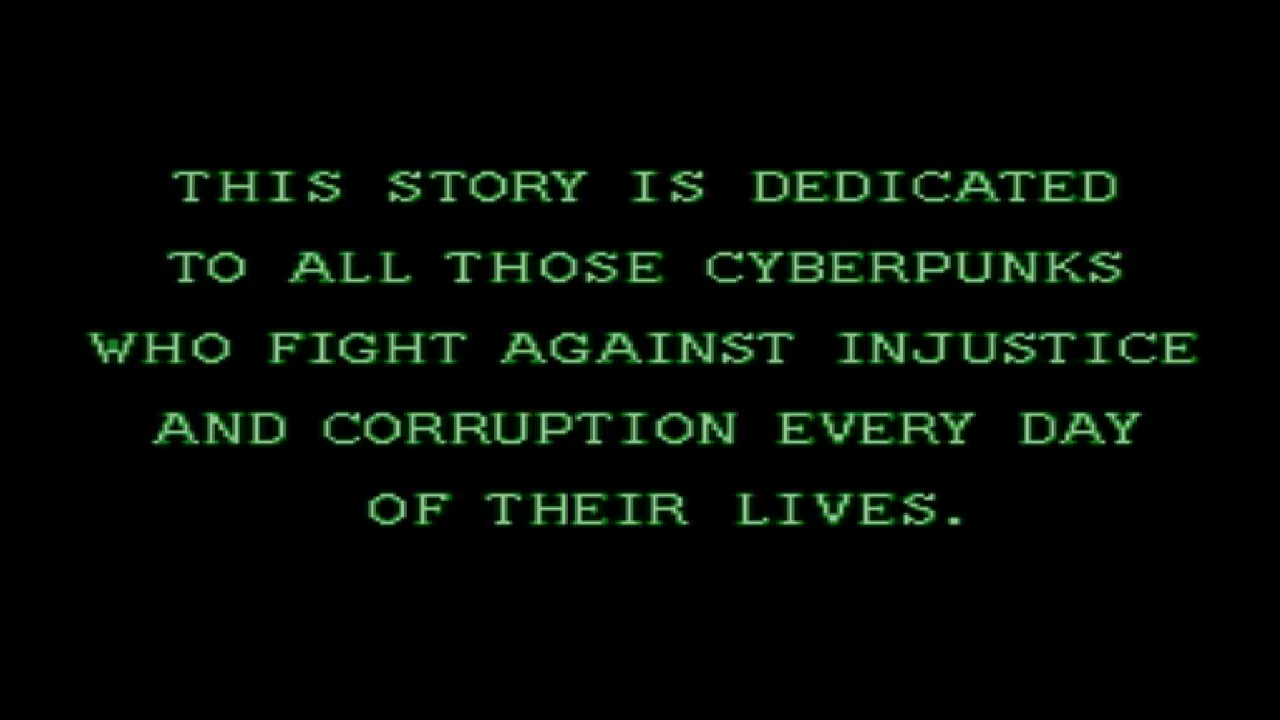 THIS STORY IS DEDICATED
TO ALL THOSE CYBERPUNKS
WHO FIGHT AGAINST INJUSTICE
AND CORRUPTION EVERY DAY
OF THEIR LIVES.